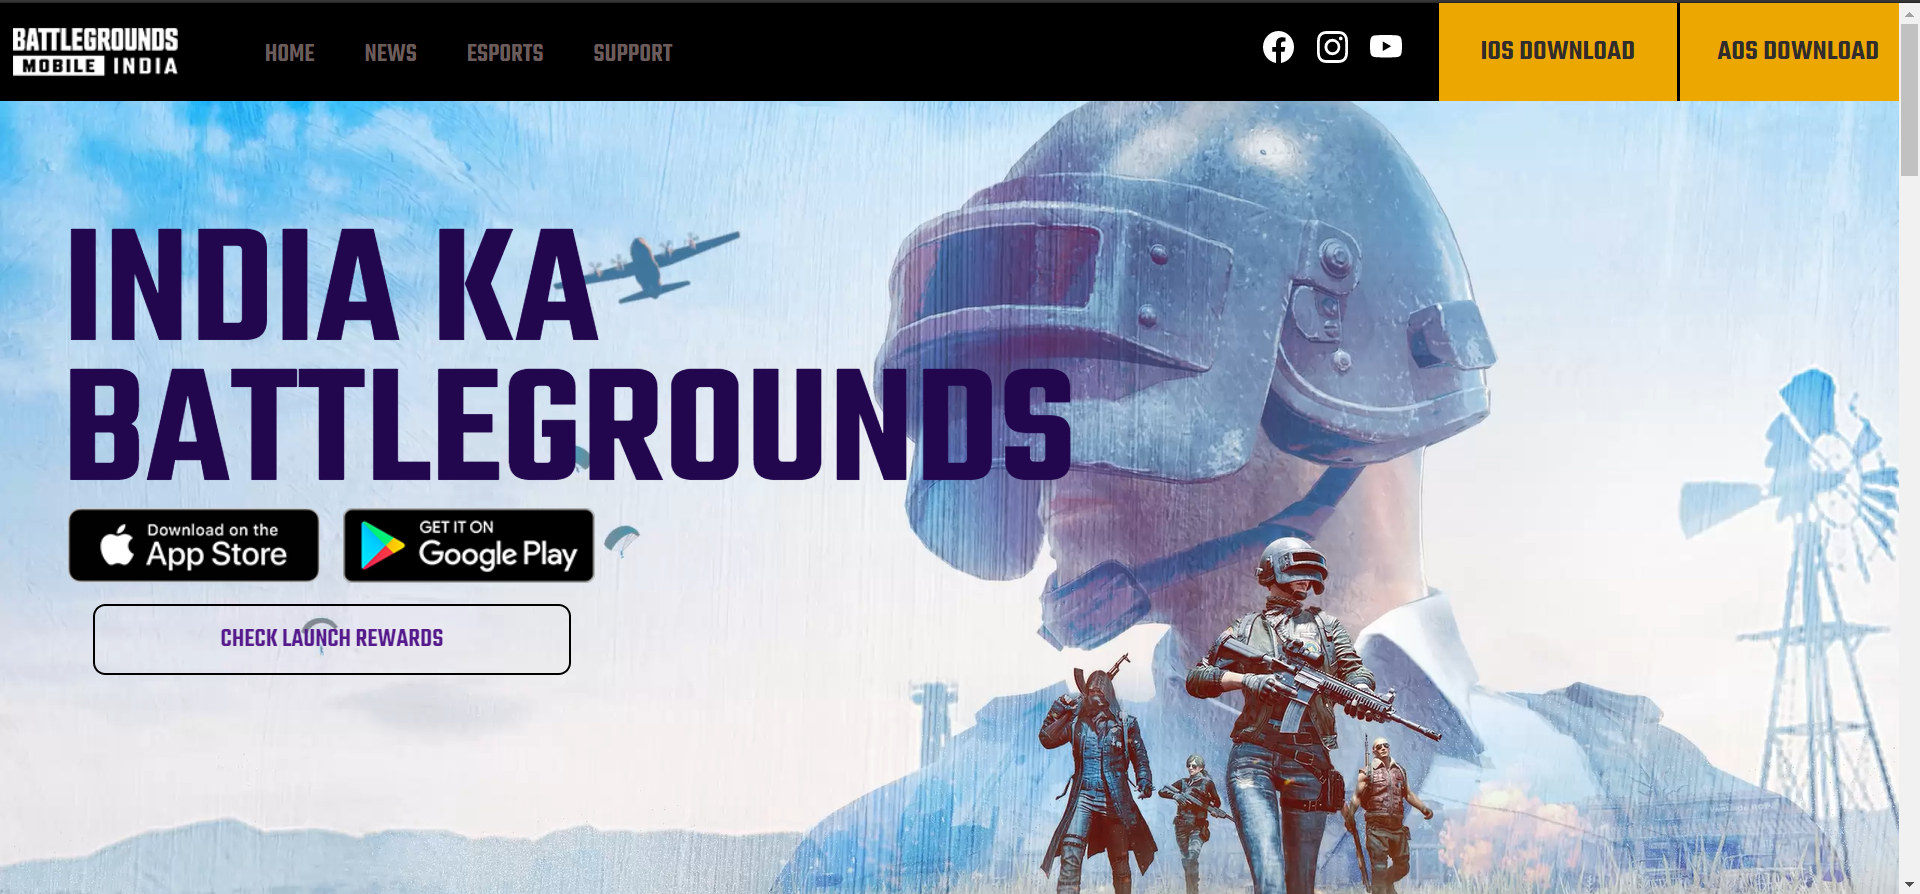 BATTLEGROUNDS
MOBILE INDIA
HOME
NEWS
ESPORTS
SUPPORT
IOS DOWNLOAD
AOS DOWNLOAD
INDIA KA
BATTLEGROUNDS
Download on the
App Store
GET IT ON
Google Play
CHECK LAUNCH REWARDS